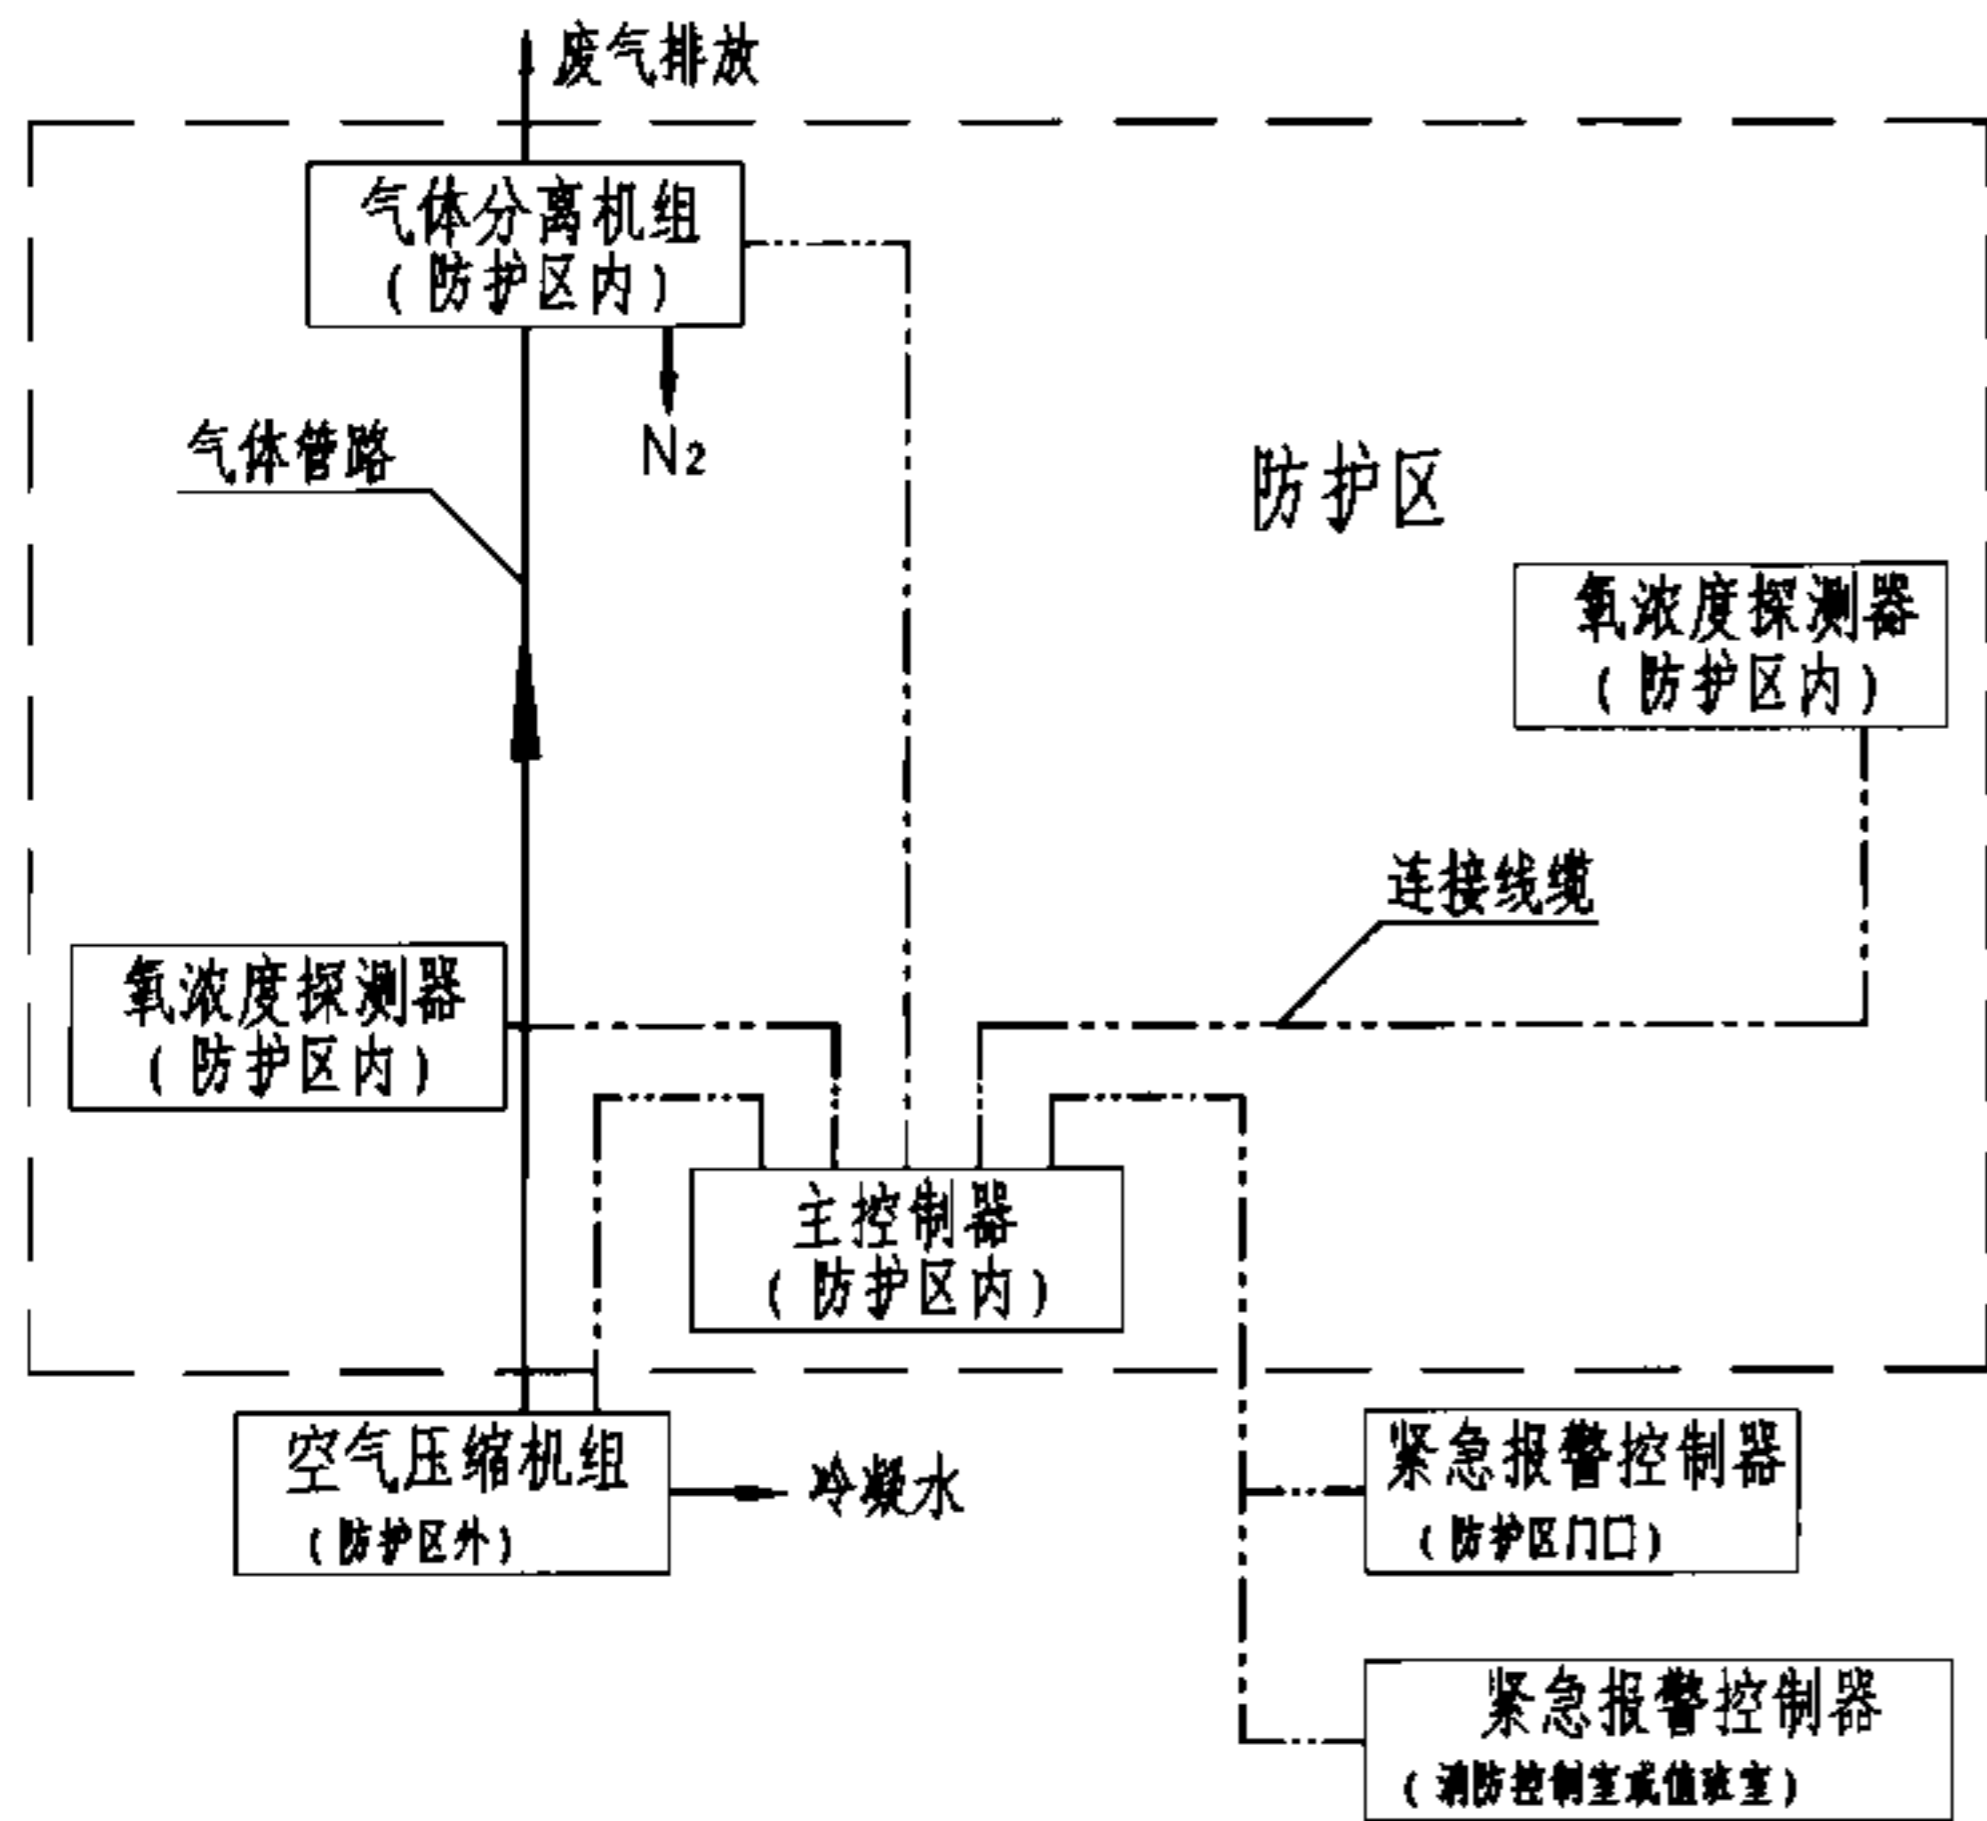 废气排放
气体分离机组
(防护区内)
气体管路
N2
防护区
氧浓度探测器
(防护区内)
连接线缆
氧浓度探测器
(防护区内)
主控制器
(防护区内)
空气压缩机组
(防护区外)
冷凝水
紧急报警控制器
(防护区门口)
紧急报警控制器
(消防控制室或值班室)